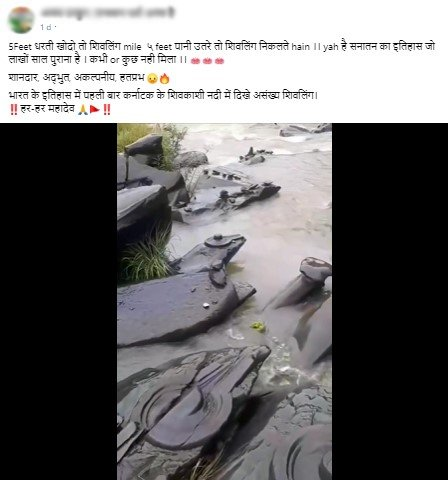 1 d ·
5Feet धरती खोदो तो शिवलिंग mile ५ feet पानी उतरे तो शिवलिंग निकलते hain ।। yah है सनातन का इतिहास जो
लाखों साल पुराना है । कभी or कुछ नही मिला ।।
शानदार, अद्भुत, अकल्पनीय, हतप्रभ 😡🔥
भारत के इतिहास में पहली बार कर्नाटक के शिवकाशी नदी में दिखे असंख्य शिवलिंग।
‼️हर-हर महादेव 🙏🚩‼️